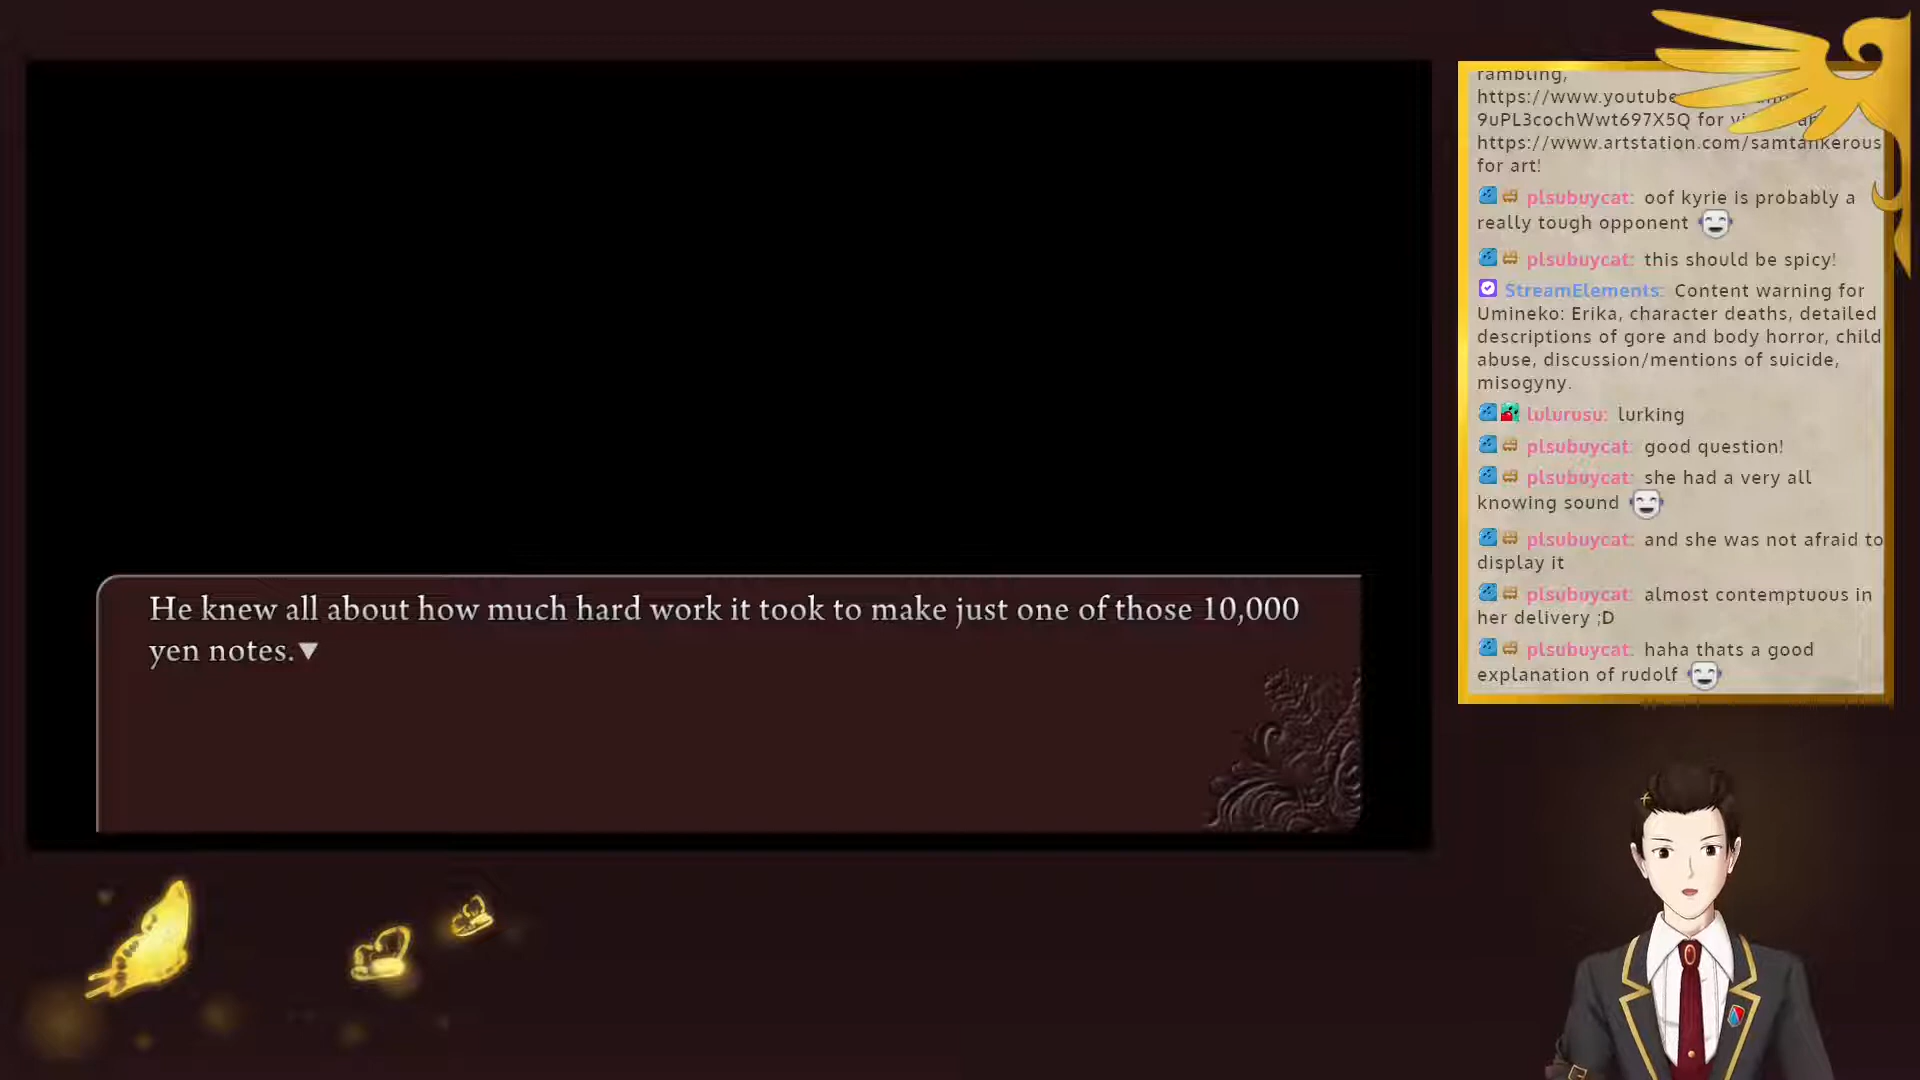 He knew all about how much hard work it took to make just one of those 10,000
yen notes.▼
rambling,
https://www.youtube
9uPL3cochWwt697X5Q for
https://www.artstation.com/samtankerous
for art!
plsubuycat: oof kyrie is probably a
really tough opponent
plsubuycat: this should be spicy!
StreamElements: Content warning for
Umineko: Erika, character deaths, detailed
descriptions of gore and body horror, child
abuse, discussion/mentions of suicide,
misogyny.
lulurusu: lurking
plsubuycat: good question!
plsubuycat: she had a very all
knowing sound
plsubuycat: and she was not afraid to
display it
plsubuycat: almost contemptuous in
her delivery ;D
plsubuycat: haha thats a good
explanation of rudolf